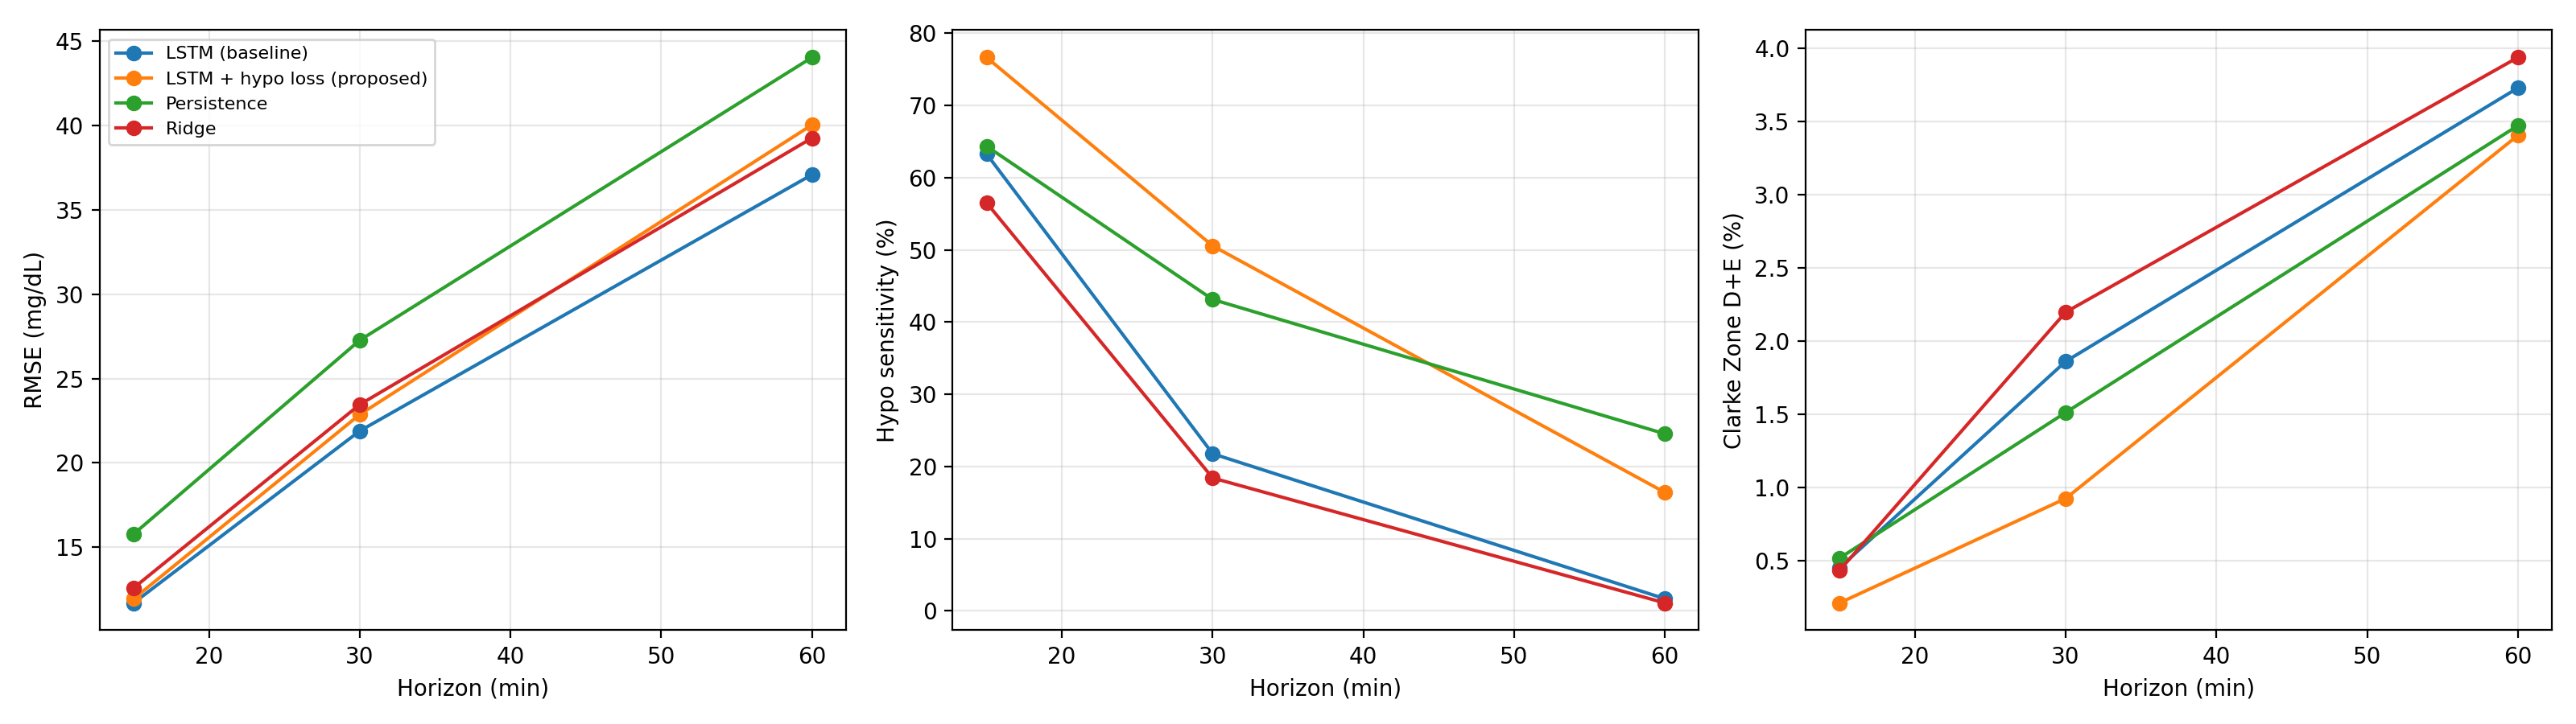 RMSE (mg/dL)
45
40
35
30
25
20
15
LSTM (baseline)
LSTM + hypo loss (proposed)
Persistence
Ridge
20 30 40 50 60
Horizon (min)
Hypo sensitivity (%)
80
70
60
50
40
30
20
10
0
20 30 40 50 60
Horizon (min)
Clarke Zone D+E (%)
4.0
3.5
3.0
2.5
2.0
1.5
1.0
0.5
20 30 40 50 60
Horizon (min)